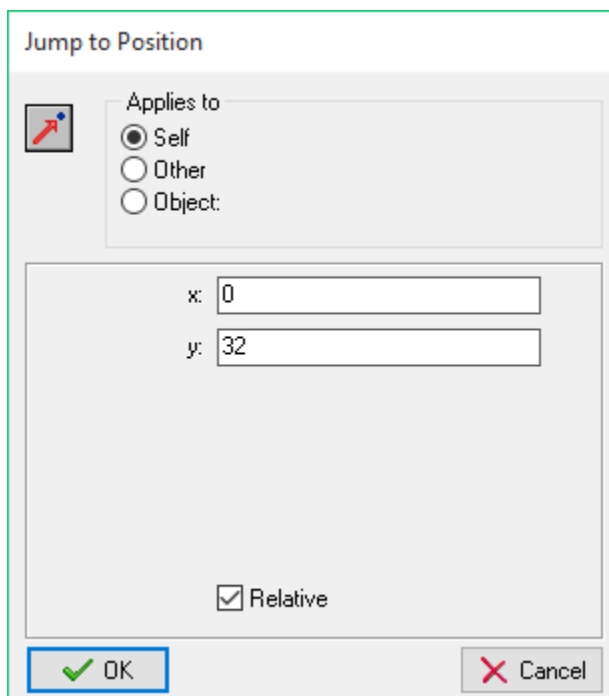 Jump to Position
Applies to
Self
Other
Object:
x: 0
y: 32
Relative
OK
Cancel